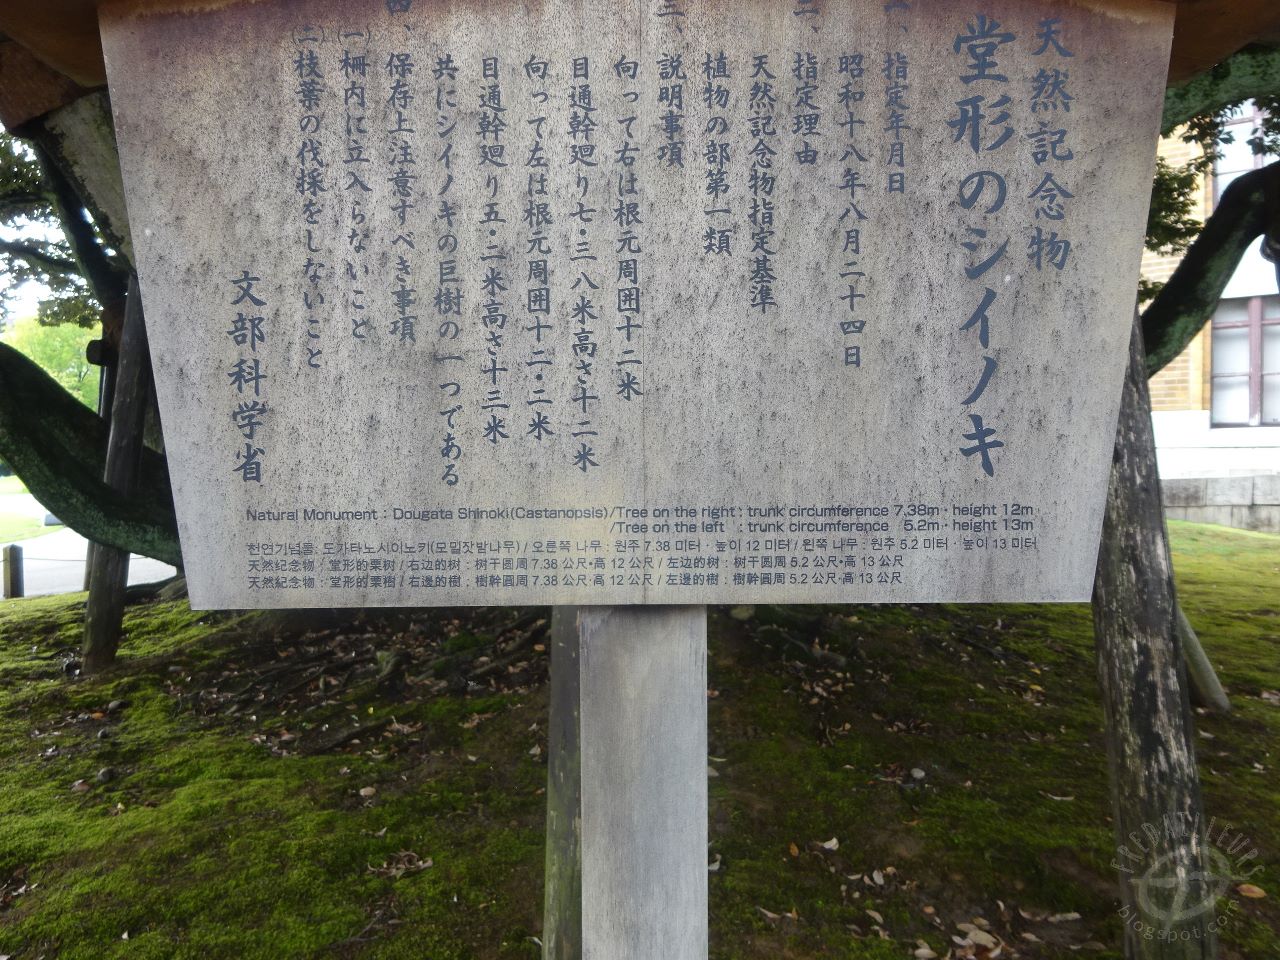 天然記念物
堂形のシイノキ
一、指定年月日
昭和十八年八月二十四日
二、指定理由
天然記念物指定基準
植物の部第一類
三、説明事項
向って右は根元周囲十二米
目通幹廻り七・三八米高さ十二米
向って左は根元周囲十二・二米
目通幹廻り五・二米高さ十三米
共にシイノキの巨樹の一つである
四、保存上注意すべき事項
(一)柵内に立入らないこと
(二)枝葉の伐採をしないこと
文部科学省
Natural Monument : Dougata Shinoki(Castanopsis)/Tree on the right : trunk circumference 7.38m・height 12m
/Tree on the left : trunk circumference 5.2m・height 13m
천연기념물: 도가타노시이노키(모밀잣밤나무) / 오른쪽 나무 : 원주 7.38 미터・높이 12 미터 / 왼쪽 나무 : 원주 5.2 미터・높이 13 미터
天然纪念物 : 堂形的栗树 / 右边的树 : 树干圆周 7.38 公尺・高 12 公尺 / 左边的树 : 树干圆周 5.2 公尺・高 13 公尺
天然紀念物 : 堂形的栗樹 / 右邊的樹 : 樹幹圓周 7.38 公尺・高 12 公尺 / 左邊的樹 : 樹幹圓周 5.2 公尺・高 13 公尺
FREDAILLEURS
.blogspot.com